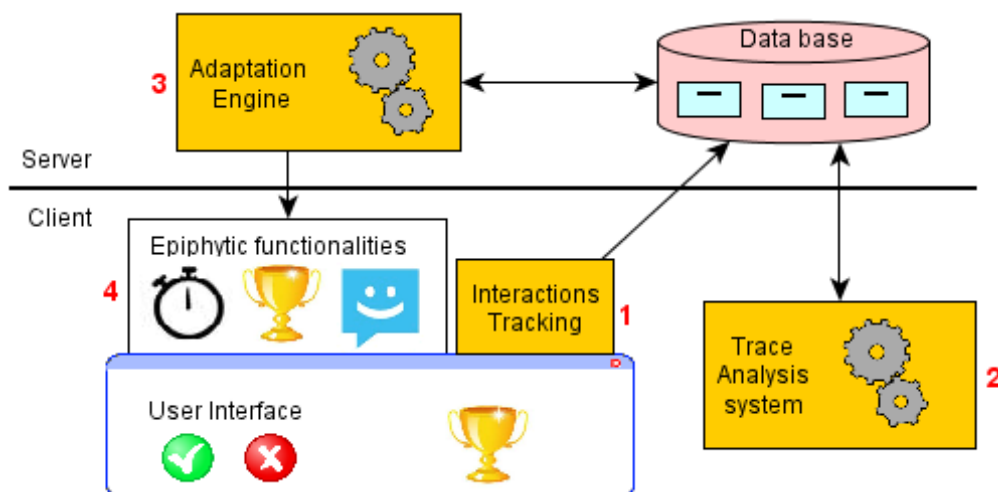 3
Adaptation
Engine
Data base
Server
Client
Epiphytic functionalities
4
Interactions
Tracking
1
Trace
Analysis
system
2
User Interface